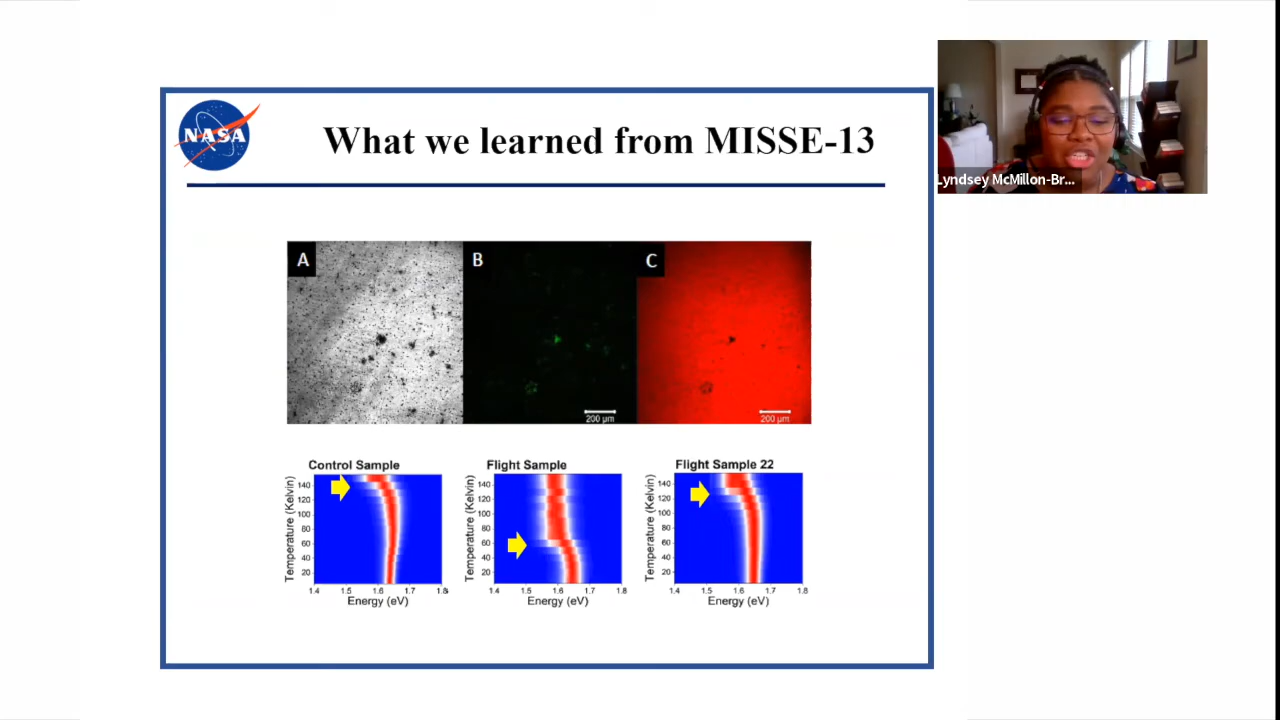 NASA
What we learned from MISSE-13
Lyndsey McMillon-Br...
A
B
C
200 µm
200 µm
Control Sample
Flight Sample
Flight Sample 22
Temperature (Kelvin)
140
120
100
80
60
40
20
1.4 1.5 1.6 1.7 1.8
Energy (eV)
Temperature (Kelvin)
140
120
100
80
60
40
20
1.4 1.5 1.6 1.7 1.8
Energy (eV)
Temperature (Kelvin)
140
120
100
80
60
40
20
1.4 1.5 1.6 1.7 1.8
Energy (eV)